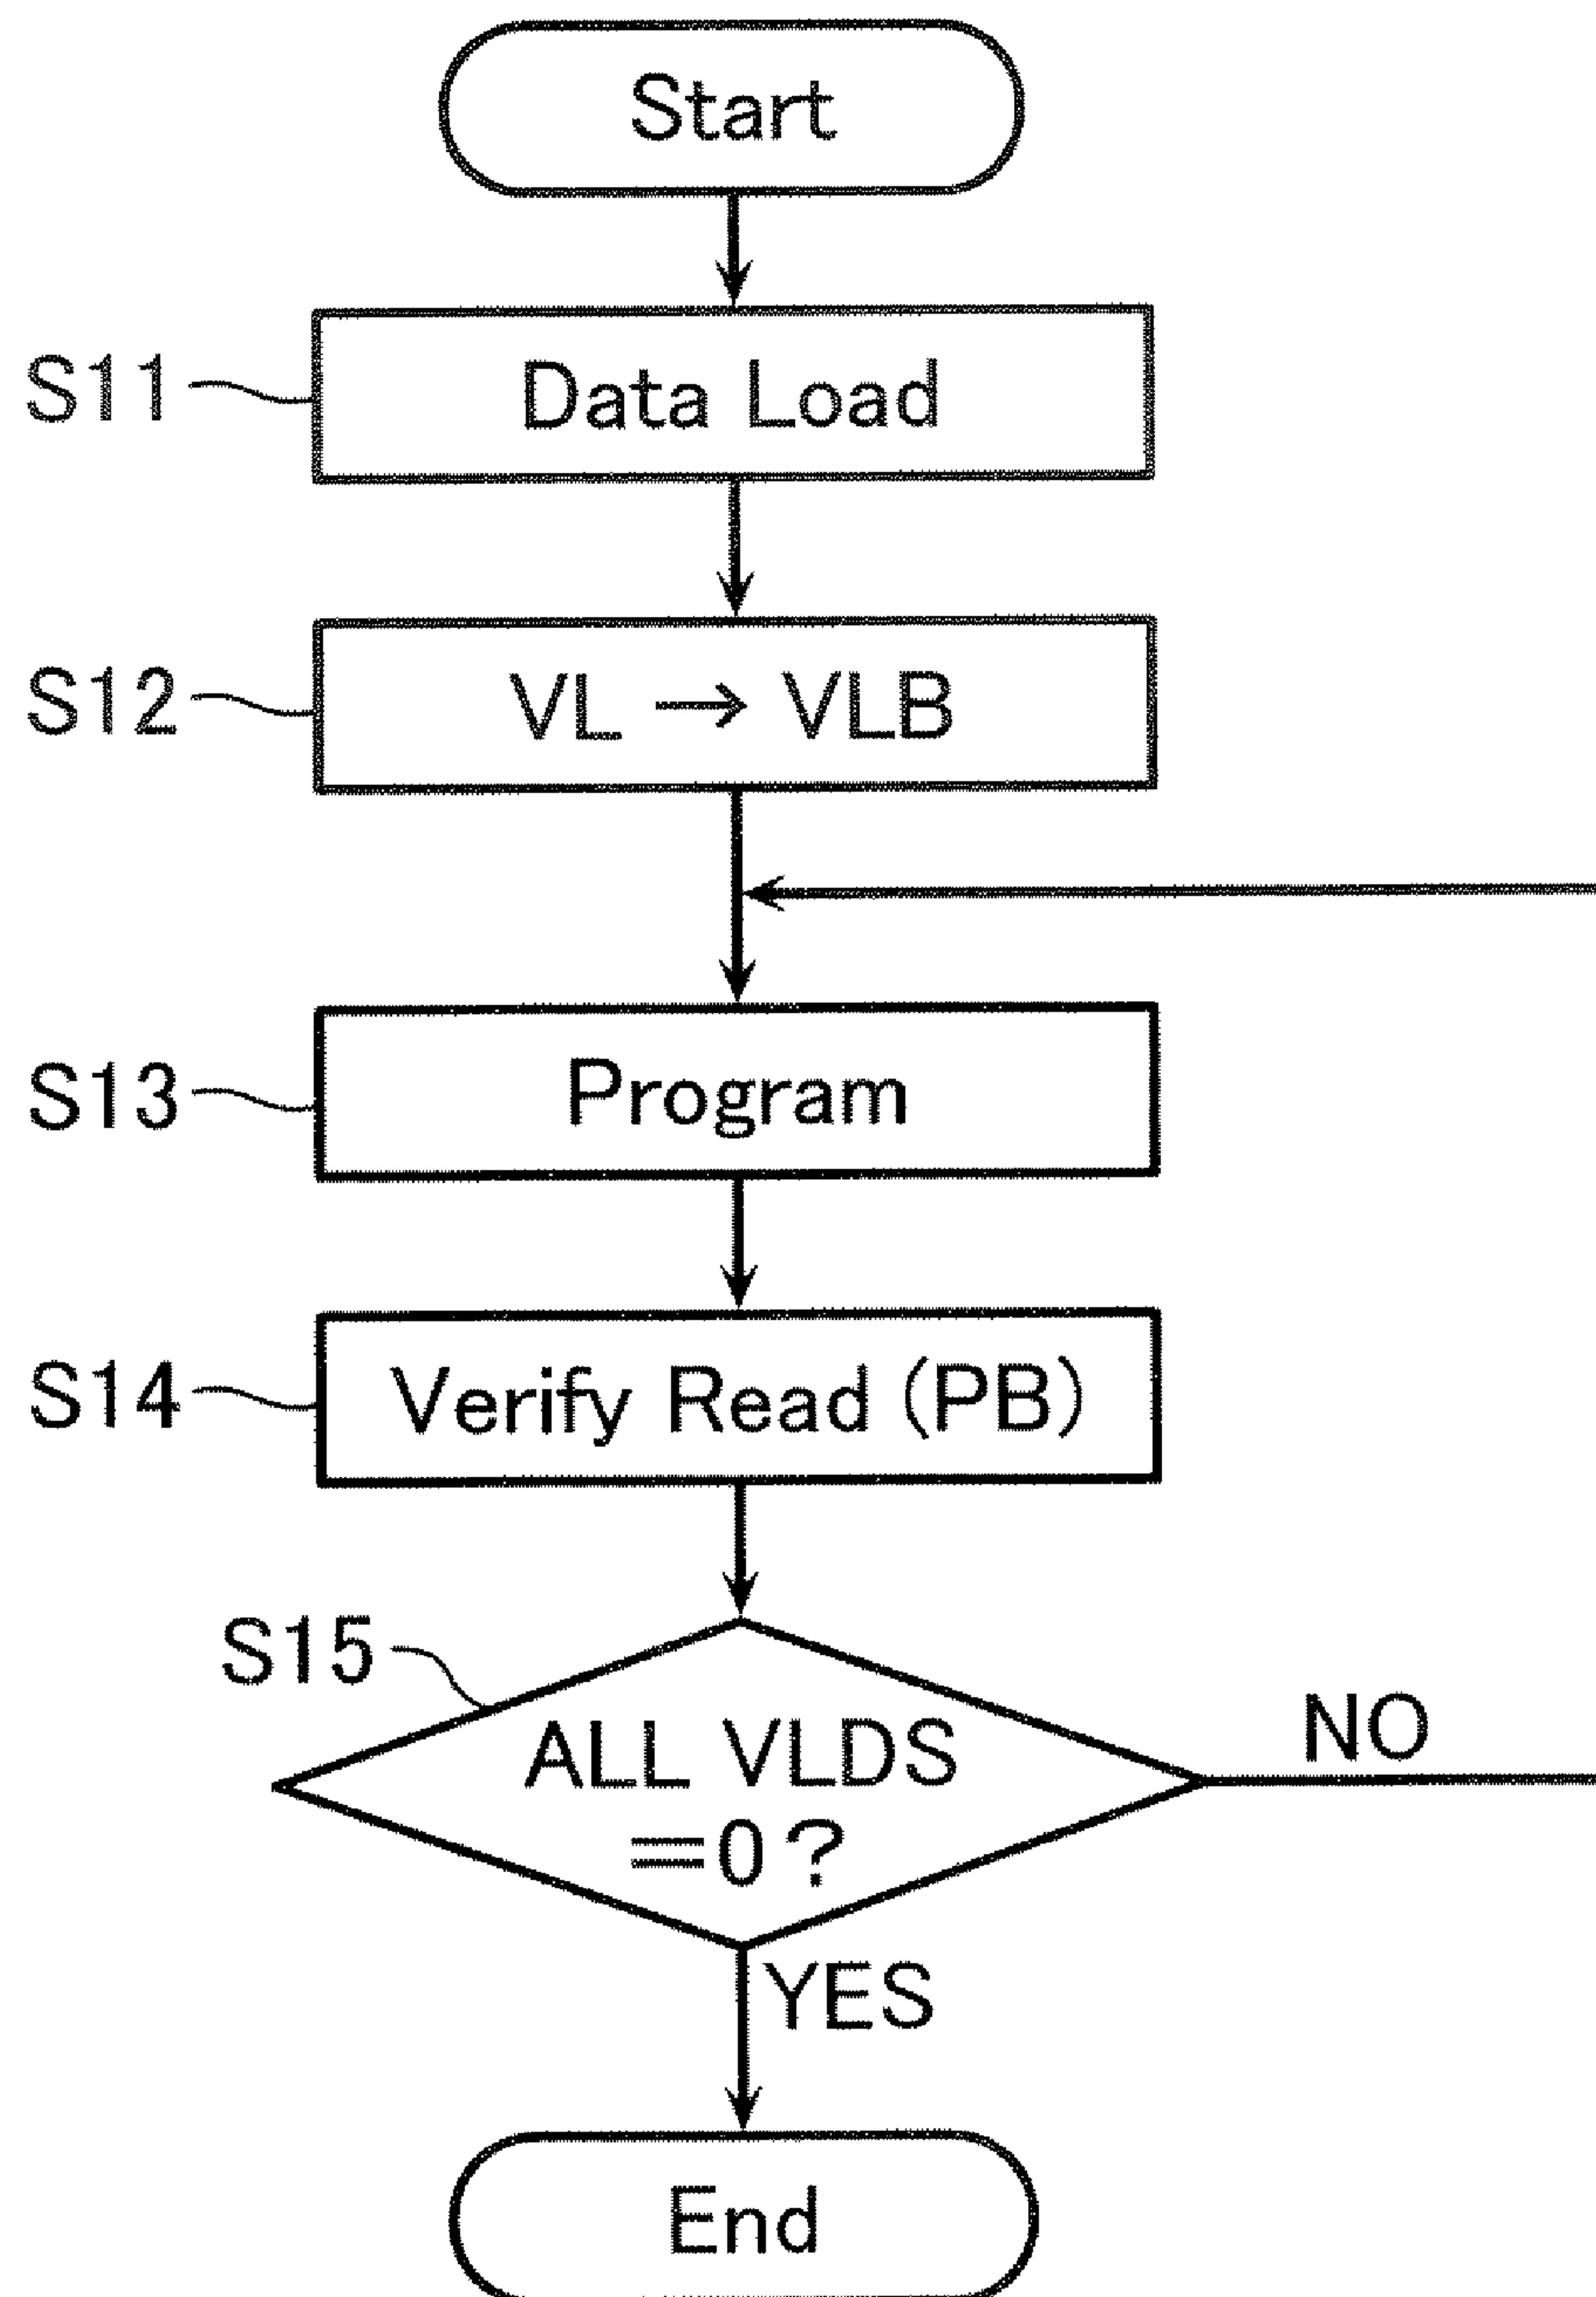 Start
S11
Data Load
S12
VL → VLB
S13
Program
S14
Verify Read (PB)
S15
ALL VLDS
=0?
NO
YES
End